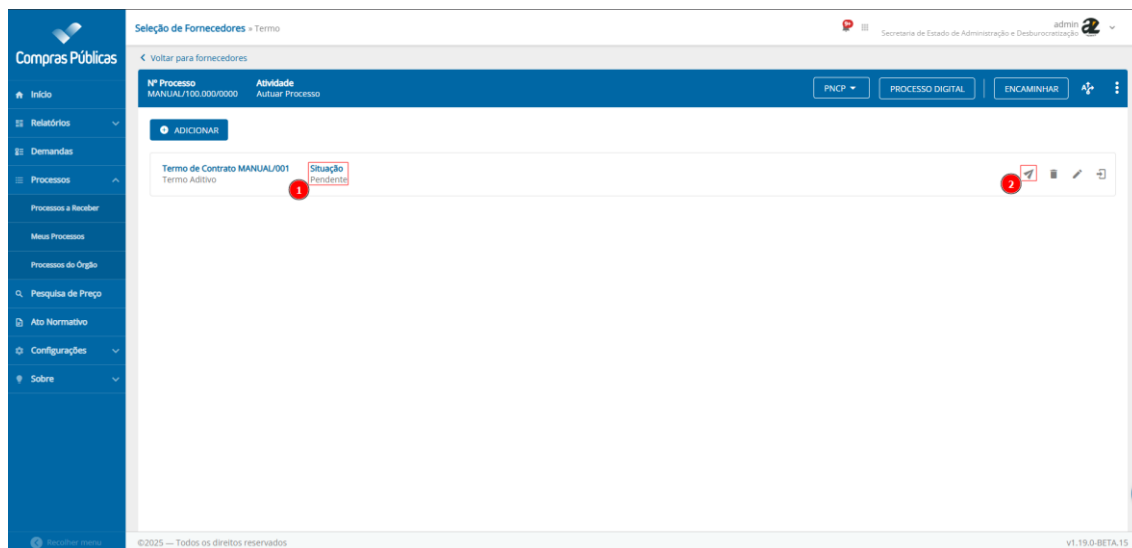 Compras Públicas
Início
Relatórios
Demandas
Processos
Processos a Receber
Meus Processos
Processos do Órgão
Pesquisa de Preço
Ato Normativo
Configurações
Sobre
Recolher menu
Seleção de Fornecedores » Termo
admin
Secretaria de Estado de Administração e Desburocratização
Voltar para fornecedores
Nº Processo Atividade
MANUAL/100.000/0000 Autuar Processo
PNCP PROCESSO DIGITAL ENCAMINHAR
ADICIONAR
Termo de Contrato MANUAL/001 Situação
Termo Aditivo Pendente
1
2
©2025 — Todos os direitos reservados v1.19.0-BETA.15